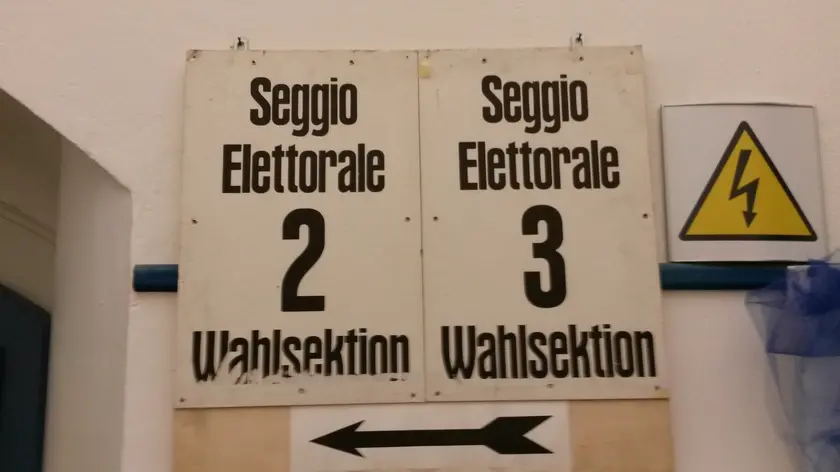 Seggio
Elettorale
2
Wahlsektion
Seggio
Elettorale
3
Wahlsektion